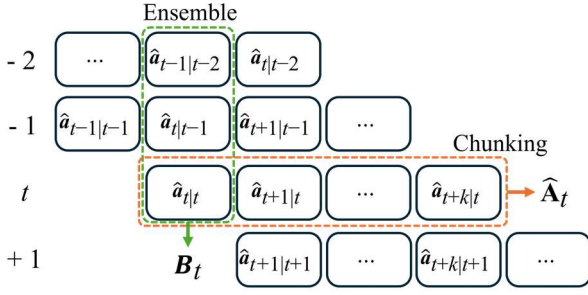 Ensemble
- 2 ... â_{t−1|t−2} â_{t|t−2}
- 1 â_{t−1|t−1} â_{t|t−1} â_{t+1|t−1} ...
Chunking
t â_{t|t} â_{t+1|t} ... â_{t+k|t} Â_t
B_t
+ 1 â_{t+1|t+1} ... â_{t+k|t+1} ...